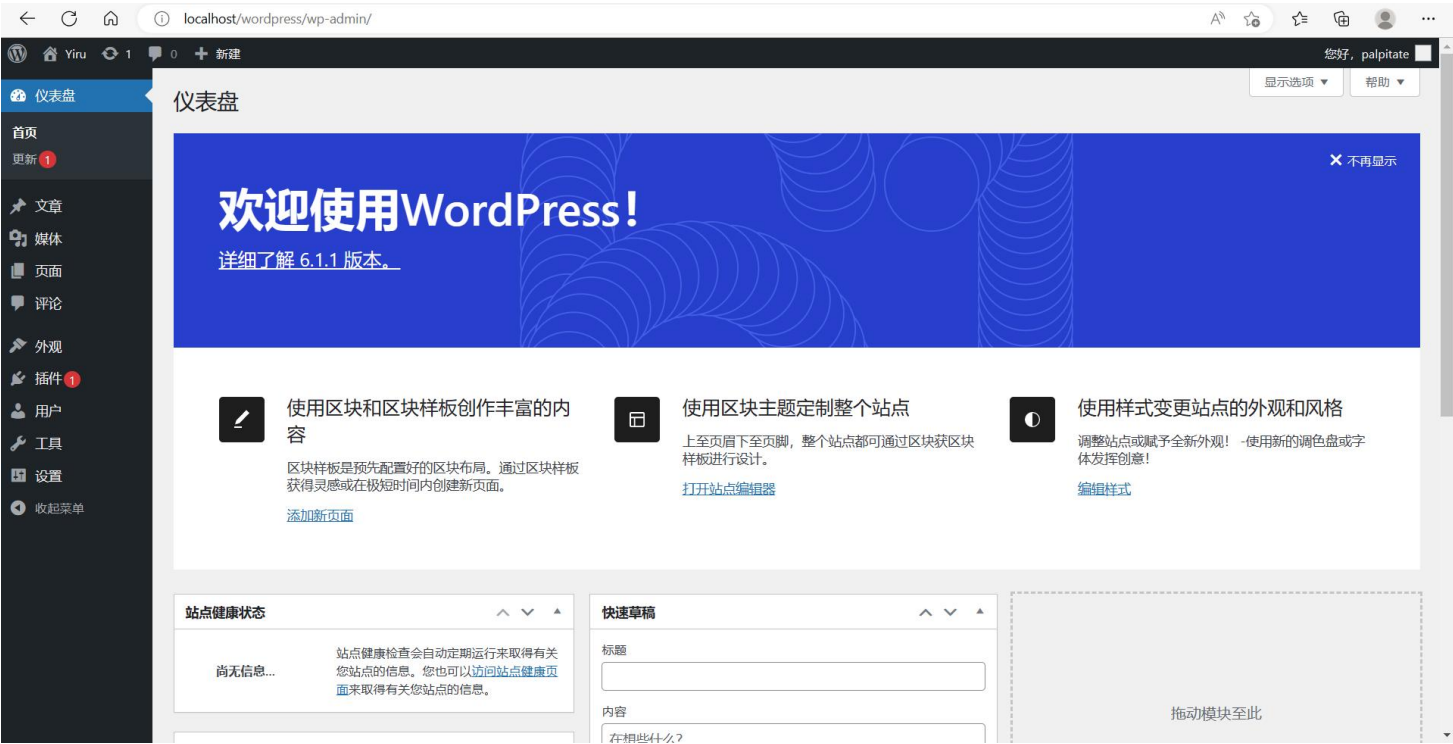 localhost/wordpress/wp-admin/
Yiru 1 0 新建
您好，palpitate
仪表盘
首页
更新 1
文章
媒体
页面
评论
外观
插件 1
用户
工具
设置
收起菜单
显示选项
帮助
仪表盘
不再显示
欢迎使用WordPress！
详细了解 6.1.1 版本。
使用区块和区块样板创作丰富的内
容
区块样板是预先配置好的区块布局。通过区块样板
获得灵感或在极短时间内创建新页面。
添加新页面
使用区块主题定制整个站点
上至页眉下至页脚，整个站点都可通过区块获区块
样板进行设计。
打开站点编辑器
使用样式变更站点的外观和风格
调整站点或赋予全新外观！ -使用新的调色盘或字
体发挥创意！
编辑样式
站点健康状态
尚无信息...
站点健康检查会自动定期运行来取得有关
您站点的信息。您也可以访问站点健康页
面来取得有关您站点的信息。
快速草稿
标题
内容
在想些什么？
拖动模块至此